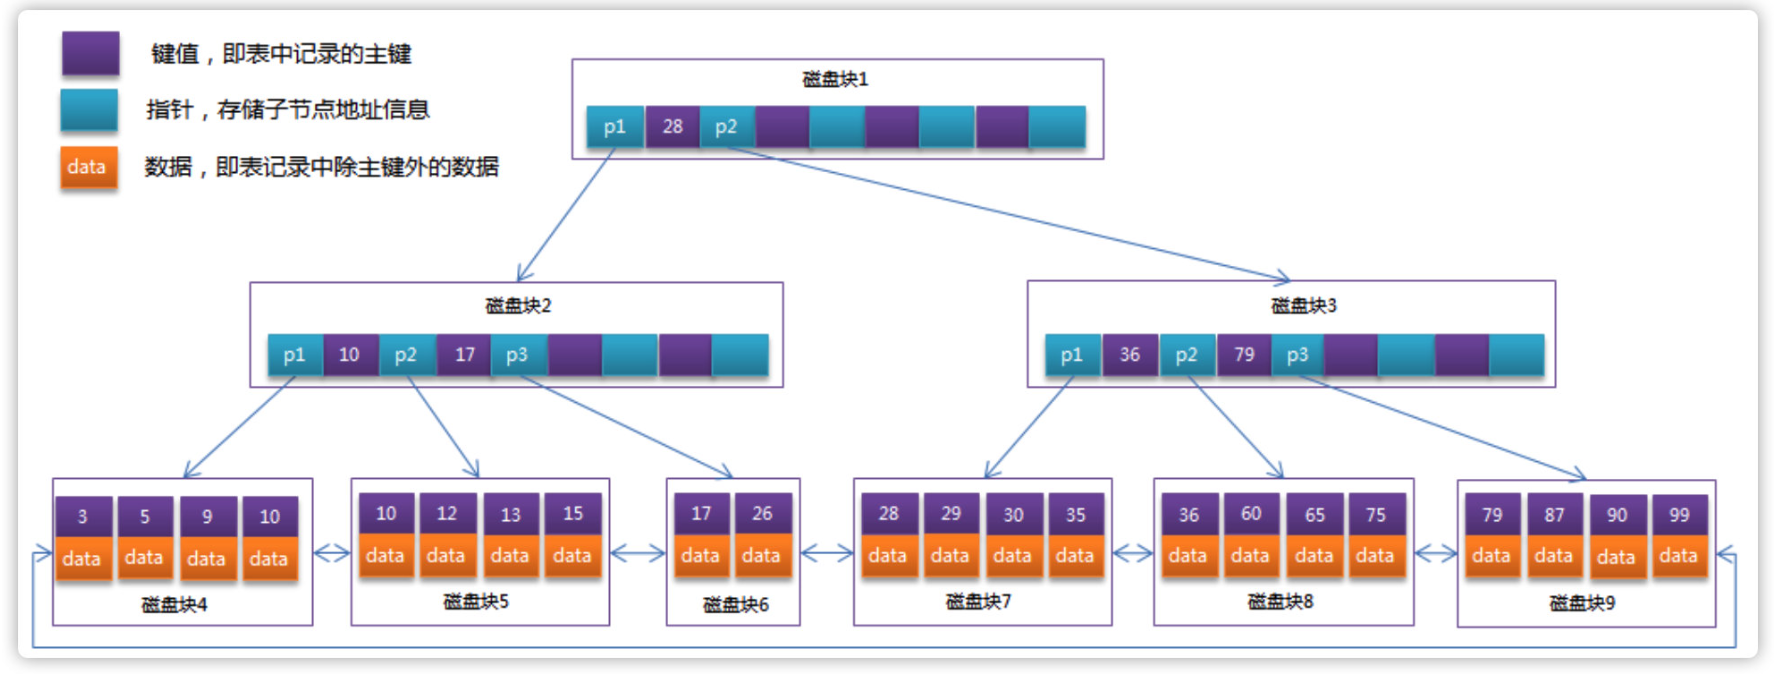 键值，即表中记录的主键
指针，存储子节点地址信息
data 数据，即表记录中除主键外的数据
磁盘块1
p1 28 p2
磁盘块2
p1 10 p2 17 p3
磁盘块3
p1 36 p2 79 p3
3 5 9 10
data data data data
磁盘块4
10 12 13 15
data data data data
磁盘块5
17 26
data data
磁盘块6
28 29 30 35
data data data data
磁盘块7
36 60 65 75
data data data data
磁盘块8
79 87 90 99
data data data data
磁盘块9